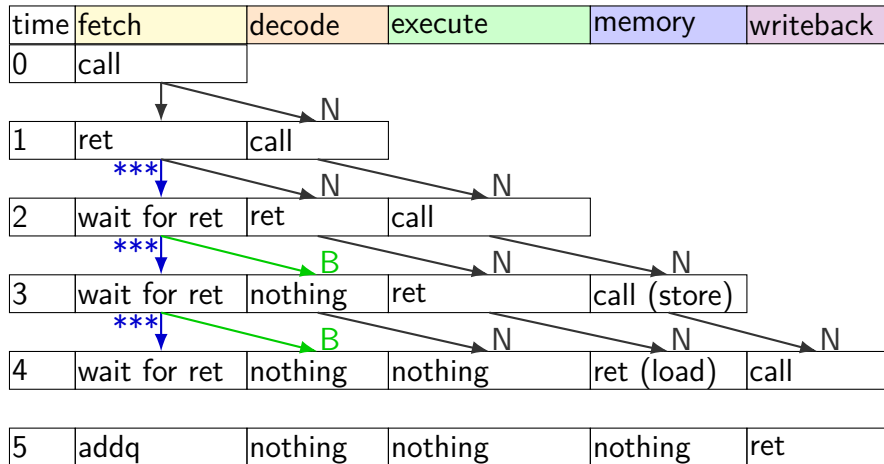 time fetch decode execute memory writeback
0 call
N
1 ret call
*** N N
2 wait for ret ret call
*** B N N
3 wait for ret nothing ret call (store)
*** B N N N
4 wait for ret nothing nothing ret (load) call
5 addq nothing nothing nothing ret